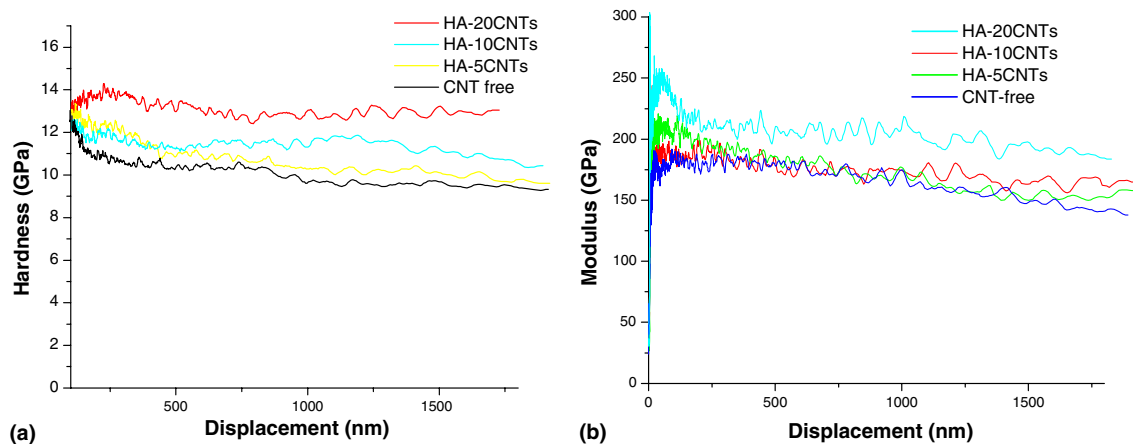 HA-20CNTs
HA-10CNTs
HA-5CNTs
CNT free
16
14
12
10
8
6
4
2
0
Hardness (GPa)
500
1000
1500
Displacement (nm)
(a)
HA-20CNTs
HA-10CNTs
HA-5CNTs
CNT-free
300
250
200
150
100
50
0
Modulus (GPa)
0
500
1000
1500
Displacement (nm)
(b)